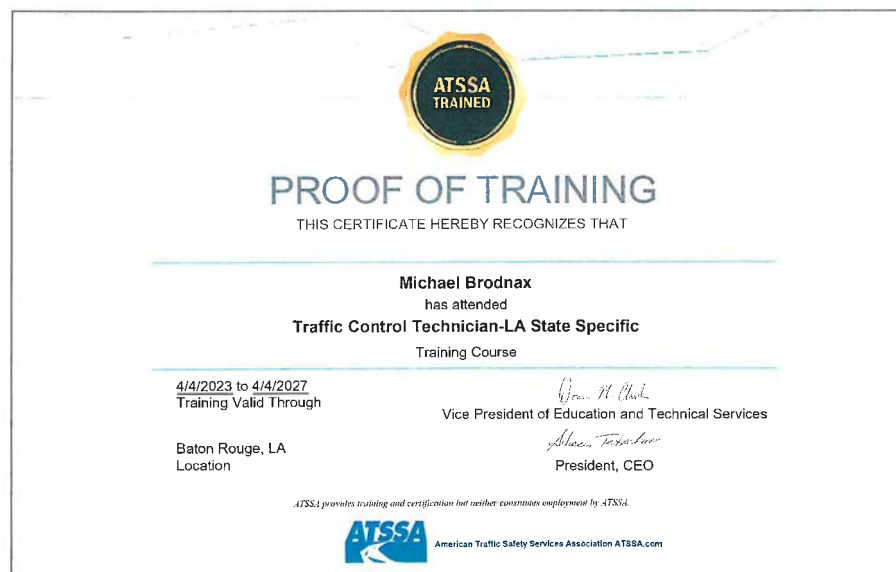 ATSSA
TRAINED
PROOF OF TRAINING
THIS CERTIFICATE HEREBY RECOGNIZES THAT
Michael Brodnax
has attended
Traffic Control Technician-LA State Specific
Training Course
4/4/2023 to 4/4/2027
Training Valid Through
Vice President of Education and Technical Services
Baton Rouge, LA
Location
President, CEO
ATSSA provides training and certification but neither constitutes employment by ATSSA.
ATSSA
American Traffic Safety Services Association ATSSA.com